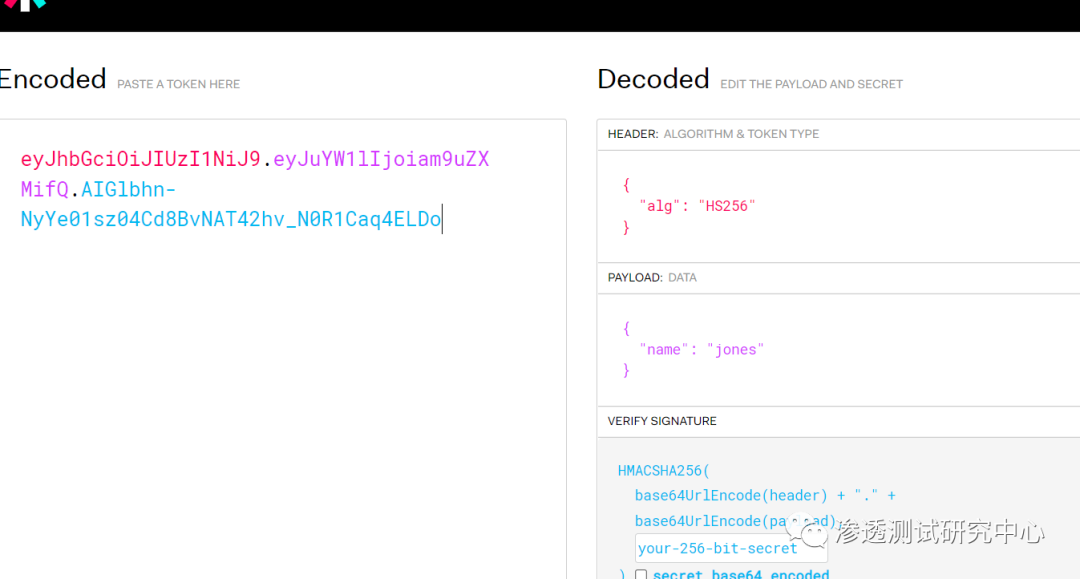 Encoded PASTE A TOKEN HERE
eyJhbGciOiJIUzI1NiJ9.eyJuYW1lIjoiam9uZX
MifQ.AIGlbhn-
NyYe01sz04Cd8BvNAT42hv_N0R1Caq4ELDo
Decoded EDIT THE PAYLOAD AND SECRET
HEADER: ALGORITHM & TOKEN TYPE
{
"alg": "HS256"
}
PAYLOAD: DATA
{
"name": "jones"
}
VERIFY SIGNATURE
HMACSHA256(
base64UrlEncode(header) + "." +
base64UrlEncode(payload),
your-256-bit-secret
) secret base64 encoded
渗透测试研究中心